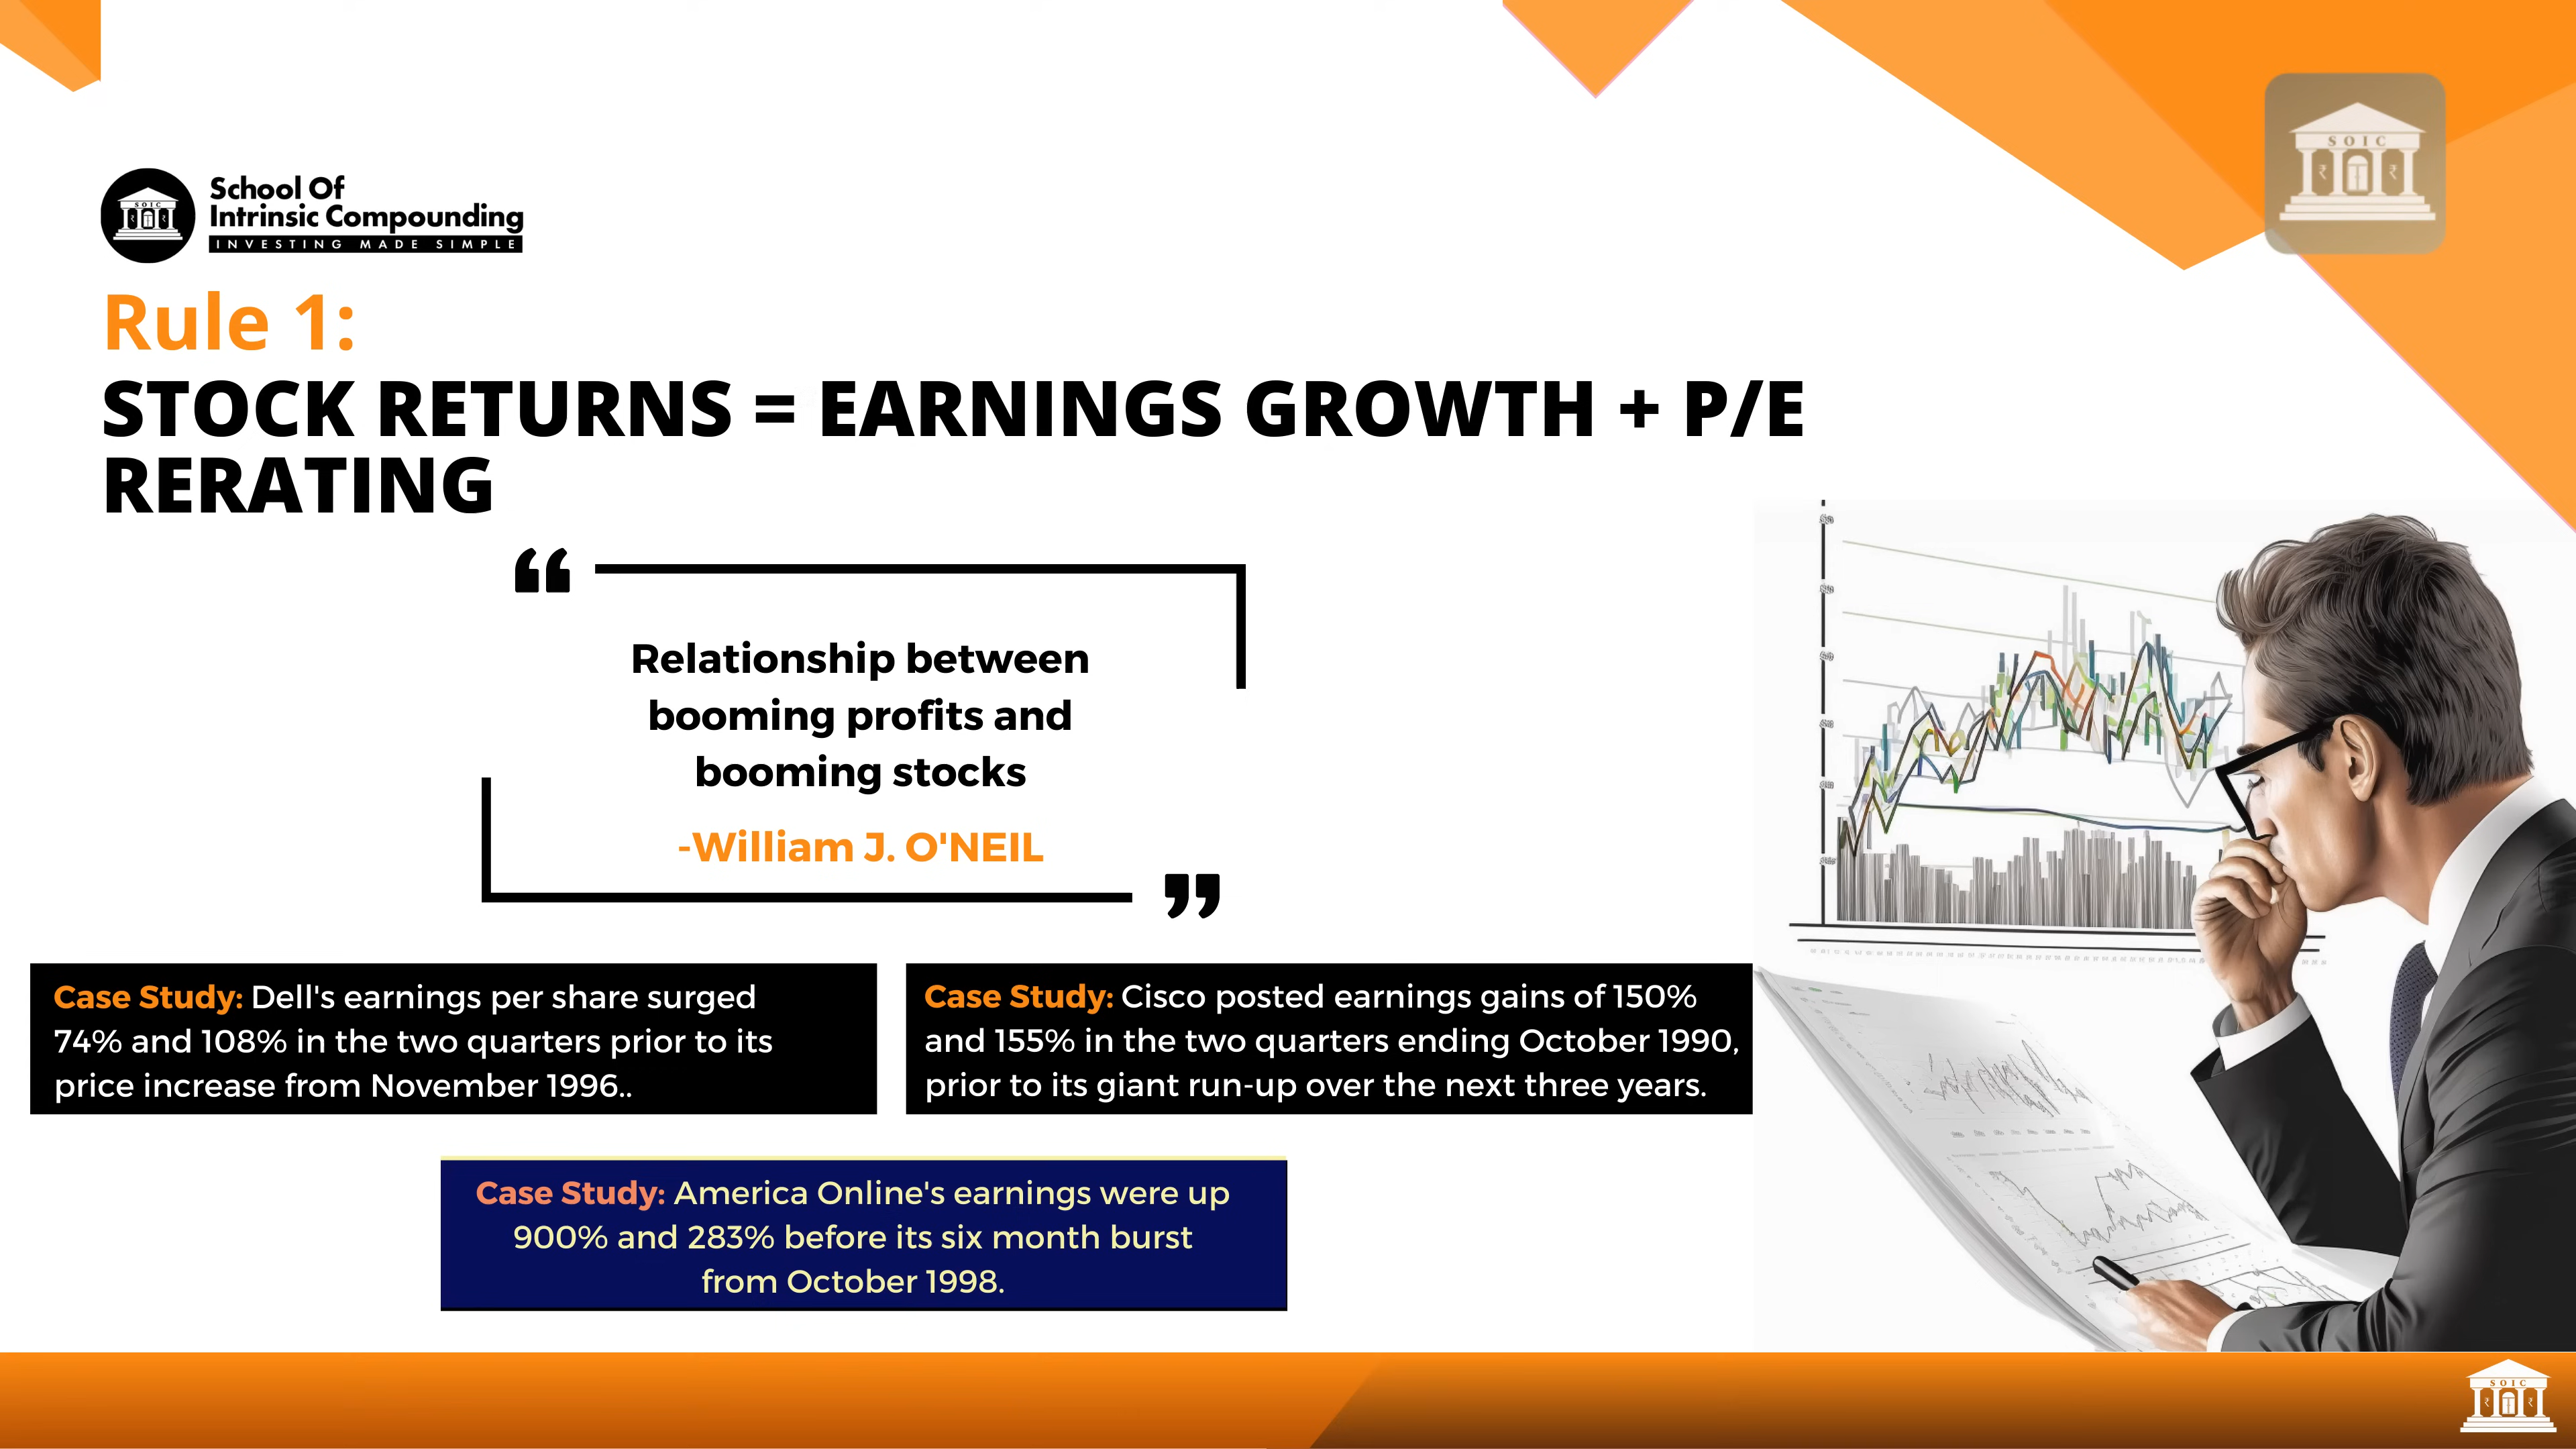 SOIC
SOIC
School Of
Intrinsic Compounding
INVESTING MADE SIMPLE
Rule 1:
STOCK RETURNS = EARNINGS GROWTH + P/E
RERATING
“
Relationship between
booming profits and
booming stocks
-William J. O'NEIL
”
Case Study: Dell's earnings per share surged
74% and 108% in the two quarters prior to its
price increase from November 1996..
Case Study: Cisco posted earnings gains of 150%
and 155% in the two quarters ending October 1990,
prior to its giant run-up over the next three years.
Case Study: America Online's earnings were up
900% and 283% before its six month burst
from October 1998.
SOIC